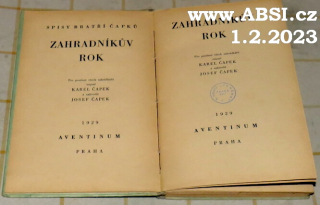 SPISY BRATŘÍ ČAPKŮ
ZAHRADNÍKŮV
ROK
KAREL ČAPEK
JOSEF ČAPEK
1929
AVENTINUM
PRAHA
ZAHRADNÍKŮV
ROK
KAREL ČAPEK
JOSEF ČAPEK
1929
AVENTINUM
PRAHA
www.ABSI.cz
1.2.2023